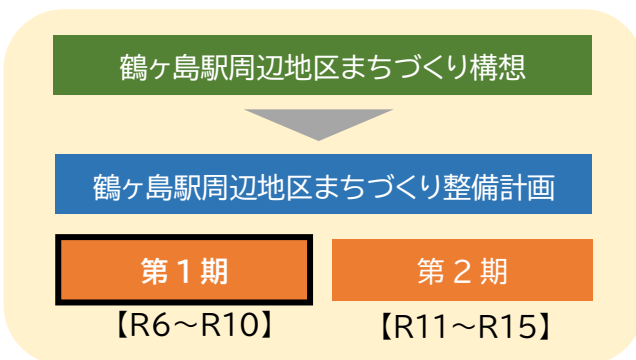 鶴ヶ島駅周辺地区まちづくり構想
鶴ヶ島駅周辺地区まちづくり整備計画
第１期
第２期
【R6～R10】
【R11～R15】